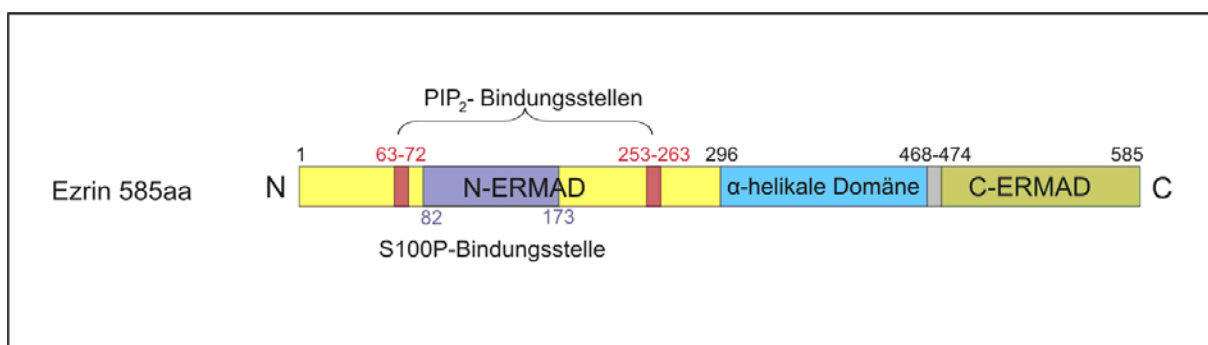 PIP₂- Bindungsstellen
1 63-72 253-263 296 468-474 585
Ezrin 585aa N N-ERMAD α-helikale Domäne C-ERMAD C
82 173
S100P-Bindungsstelle